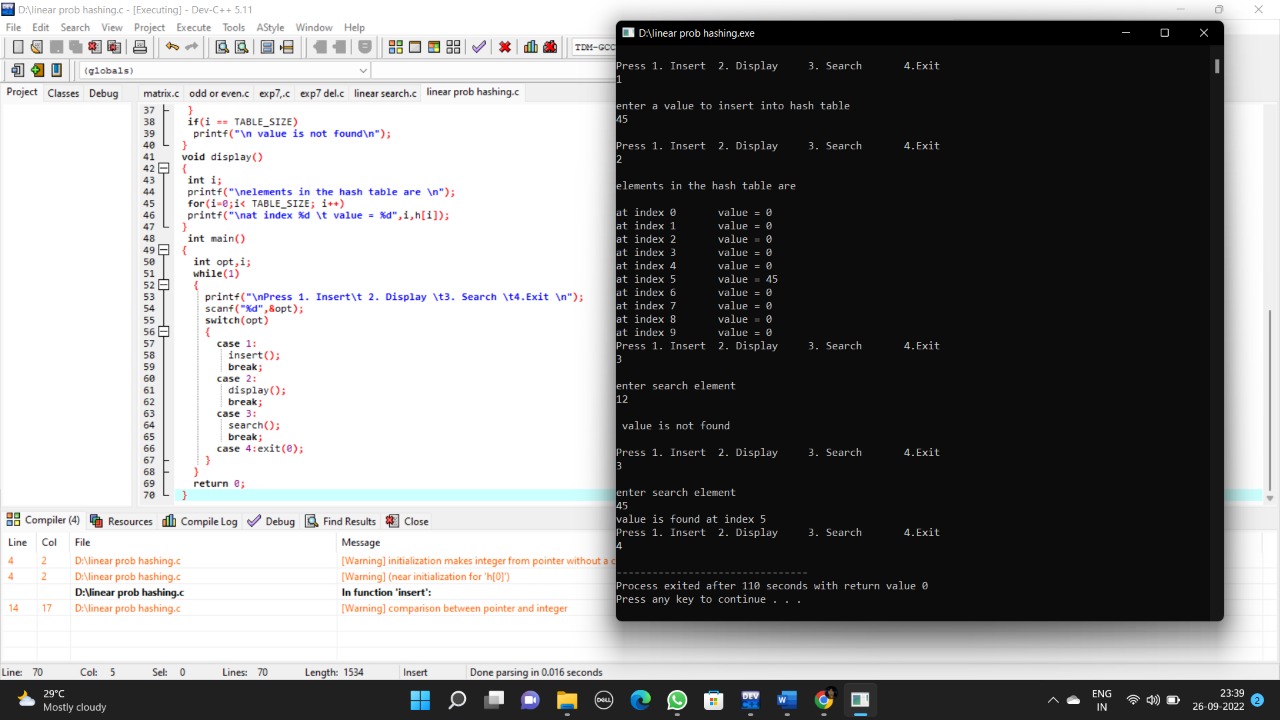 D:\linear prob hashing.c - [Executing] - Dev-C++ 5.11
File Edit Search View Project Execute Tools AStyle Window Help
TDM-GCC
(globals)
Project Classes Debug
matrix.c odd or even.c exp7,.c exp7 del.c linear search.c linear prob hashing.c
37 }
38 if(i == TABLE_SIZE)
39 printf("\n value is not found\n");
40 }
41 void display()
42 {
43 int i;
44 printf("\nelements in the hash table are \n");
45 for(i=0;i< TABLE_SIZE; i++)
46 printf("\nat index %d \t value = %d",i,h[i]);
47 }
48 int main()
49 {
50 int opt,i;
51 while(1)
52 {
53 printf("\nPress 1. Insert\t 2. Display \t3. Search \t4.Exit \n");
54 scanf("%d",&opt);
55 switch(opt)
56 {
57 case 1:
58 insert();
59 break;
60 case 2:
61 display();
62 break;
63 case 3:
64 search();
65 break;
66 case 4:exit(0);
67 }
68 }
69 return 0;
70 }
D:\linear prob hashing.exe
Press 1. Insert 2. Display 3. Search 4.Exit
1
enter a value to insert into hash table
45
Press 1. Insert 2. Display 3. Search 4.Exit
2
elements in the hash table are
at index 0 value = 0
at index 1 value = 0
at index 2 value = 0
at index 3 value = 0
at index 4 value = 0
at index 5 value = 45
at index 6 value = 0
at index 7 value = 0
at index 8 value = 0
at index 9 value = 0
Press 1. Insert 2. Display 3. Search 4.Exit
3
enter search element
12
value is not found
Press 1. Insert 2. Display 3. Search 4.Exit
3
enter search element
45
value is found at index 5
Press 1. Insert 2. Display 3. Search 4.Exit
4
--------------------------------
Process exited after 110 seconds with return value 0
Press any key to continue . . .
Compiler (4) Resources Compile Log Debug Find Results Close
Line Col File Message
4 2 D:\linear prob hashing.c [Warning] initialization makes integer from pointer without a c
4 2 D:\linear prob hashing.c [Warning] (near initialization for 'h[0]')
D:\linear prob hashing.c In function 'insert':
14 17 D:\linear prob hashing.c [Warning] comparison between pointer and integer
Line: 70 Col: 5 Sel: 0 Lines: 70 Length: 1534 Insert Done parsing in 0.016 seconds
29°C
Mostly cloudy
DELL
DEV
ENG
IN
23:39
26-09-2022
2